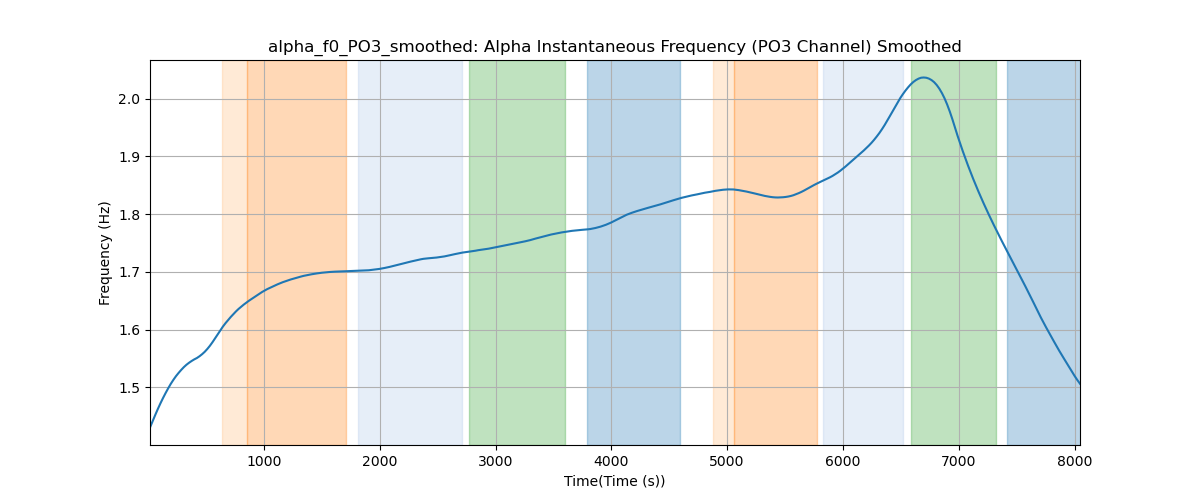 alpha_f0_PO3_smoothed: Alpha Instantaneous Frequency (PO3 Channel) Smoothed
Frequency (Hz)
2.0
1.9
1.8
1.7
1.6
1.5
1000 2000 3000 4000 5000 6000 7000 8000
Time(Time (s))